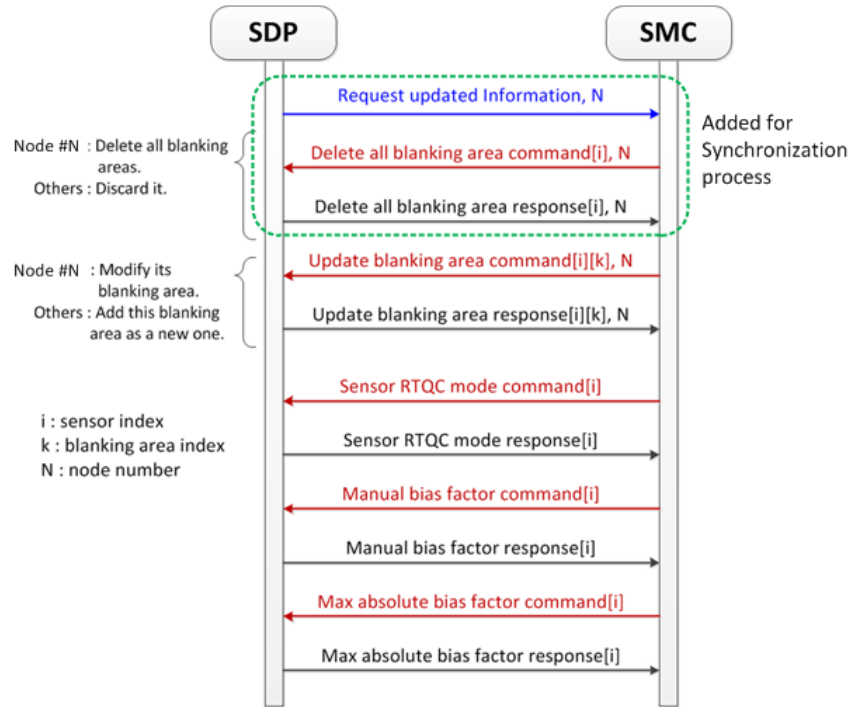 SDP
SMC
Request updated Information, N
Added for
Synchronization
process
Node #N : Delete all blanking
areas.
Others : Discard it.
Delete all blanking area command[i], N
Delete all blanking area response[i], N
Node #N : Modify its
blanking area.
Others : Add this blanking
area as a new one.
Update blanking area command[i][k], N
Update blanking area response[i][k], N
Sensor RTQC mode command[i]
i : sensor index
k : blanking area index
N : node number
Sensor RTQC mode response[i]
Manual bias factor command[i]
Manual bias factor response[i]
Max absolute bias factor command[i]
Max absolute bias factor response[i]